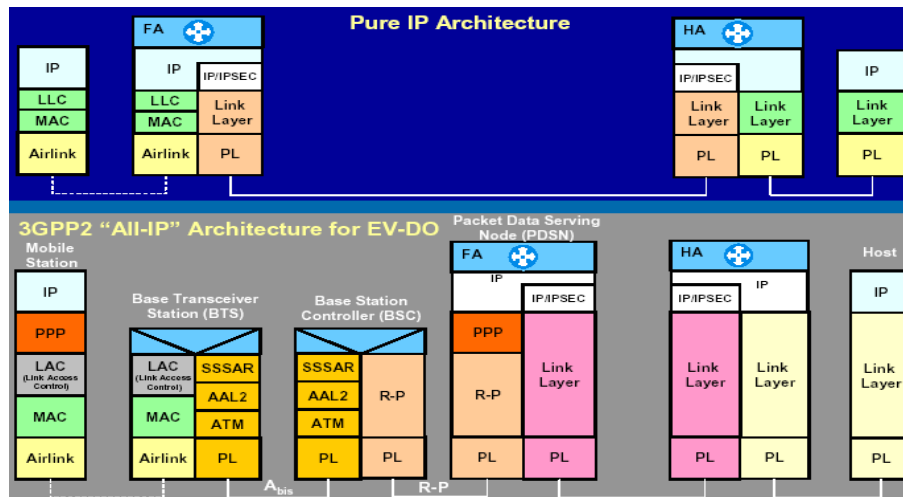 Pure IP Architecture
FA
HA
IP
IP
IP/IPSEC
IP/IPSEC
IP
LLC
MAC
LLC
MAC
Link
Layer
Link
Layer
Link
Layer
Link
Layer
Airlink
Airlink
PL
PL
PL
PL
3GPP2 “All-IP” Architecture for EV-DO
Packet Data Serving
Node (PDSN)
Mobile
Station
FA
HA
Host
Base Transceiver
Station (BTS)
Base Station
Controller (BSC)
IP
IP
IP/IPSEC
IP/IPSEC
IP
IP
PPP
LAC
(Link Access
Control)
MAC
Airlink
LAC
(Link Access
Control)
MAC
Airlink
SSSAR
AAL2
ATM
PL
SSSAR
AAL2
ATM
PL
R-P
PL
PPP
R-P
PL
Link
Layer
PL
Link
Layer
PL
Link
Layer
PL
Link
Layer
PL
Abis
R-P